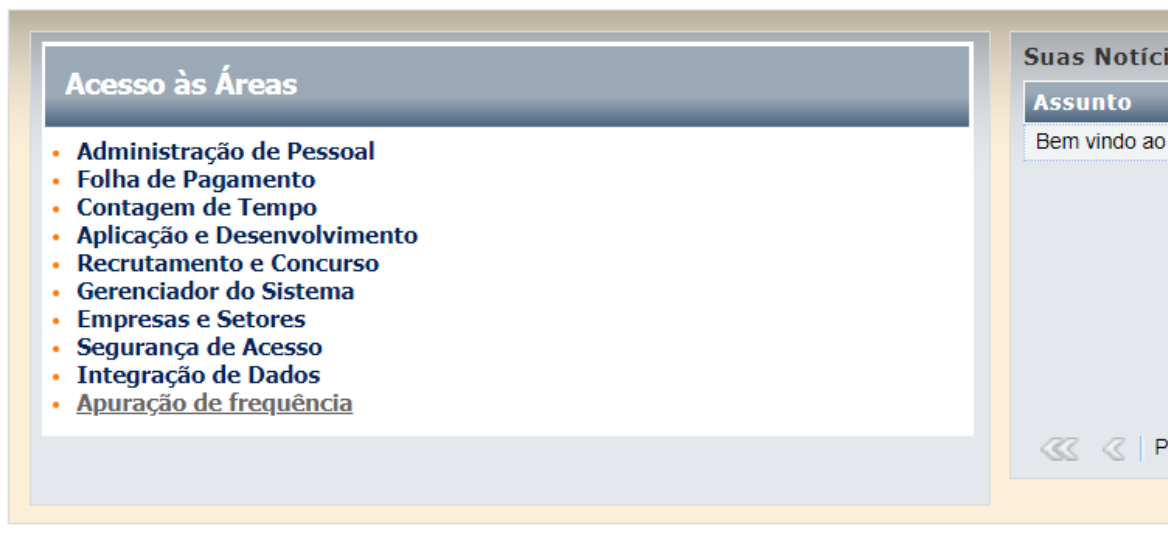 Acesso às Áreas
Administração de Pessoal
Folha de Pagamento
Contagem de Tempo
Aplicação e Desenvolvimento
Recrutamento e Concurso
Gerenciador do Sistema
Empresas e Setores
Segurança de Acesso
Integração de Dados
Apuração de frequência
Suas
Assunto
Bem vindo ao